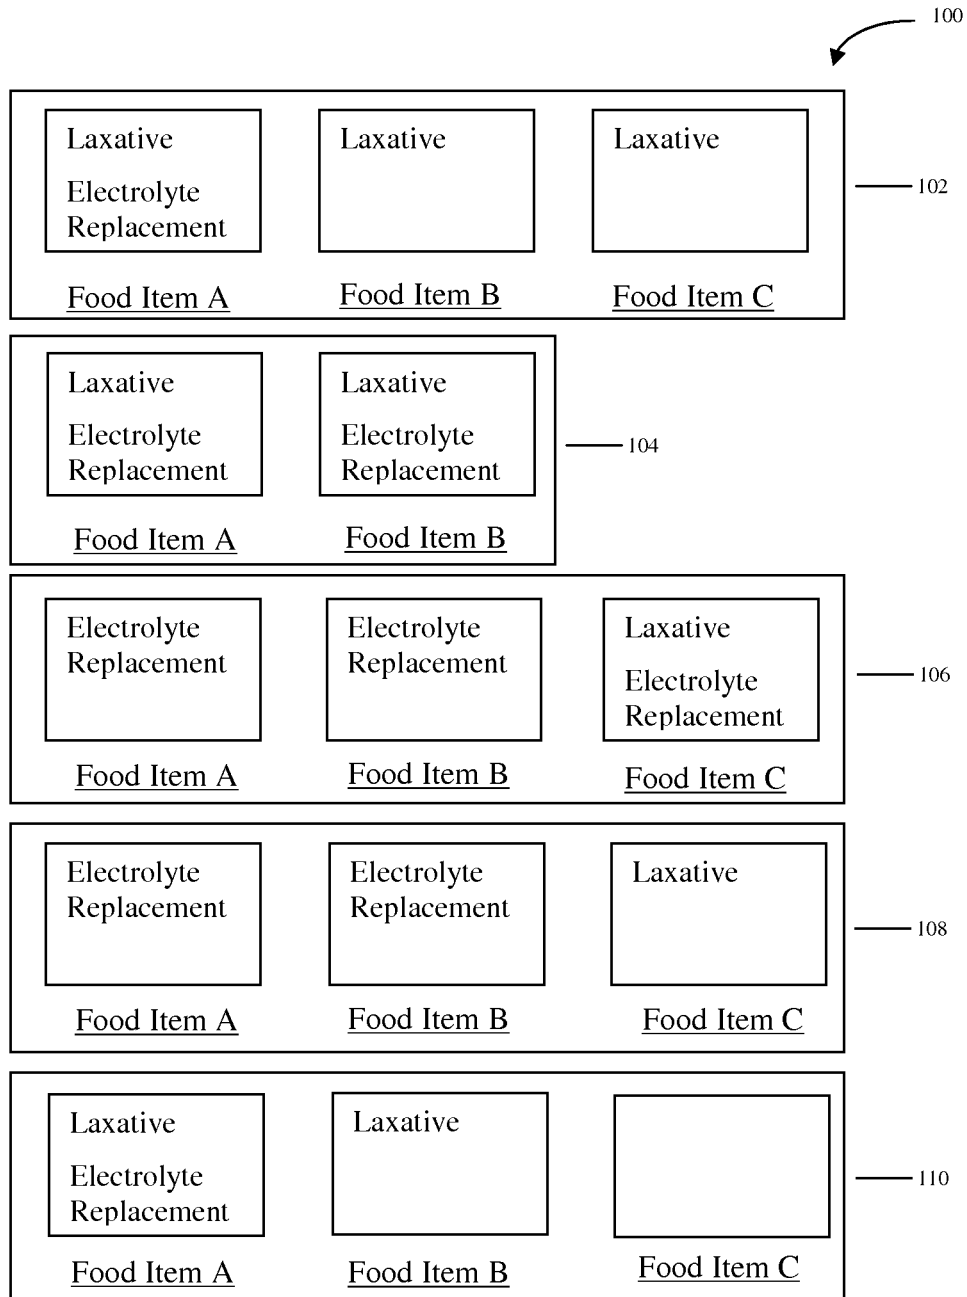 100
Laxative
Electrolyte
Replacement
Food Item A
Laxative
Food Item B
Laxative
Food Item C
102
Laxative
Electrolyte
Replacement
Food Item A
Laxative
Electrolyte
Replacement
Food Item B
104
Electrolyte
Replacement
Food Item A
Electrolyte
Replacement
Food Item B
Laxative
Electrolyte
Replacement
Food Item C
106
Electrolyte
Replacement
Food Item A
Electrolyte
Replacement
Food Item B
Laxative
Food Item C
108
Laxative
Electrolyte
Replacement
Food Item A
Laxative
Food Item B
Food Item C
110